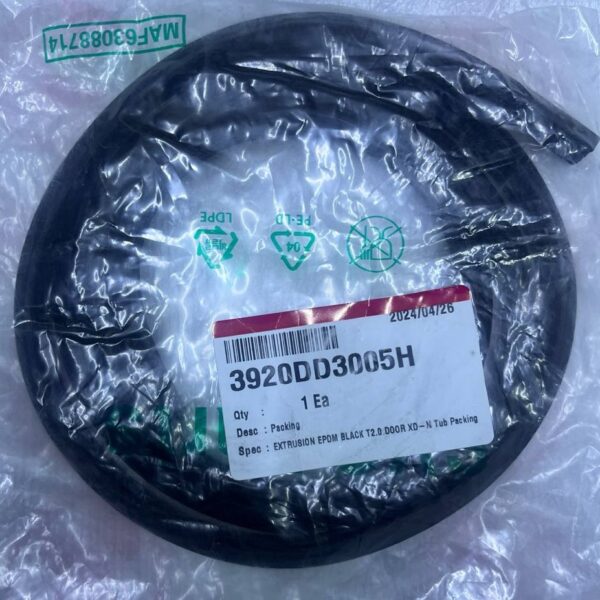 MAF63088714
LDPE
PE-LD
04
2024/04/26
3920DD3005H
Qty : 1 Ea
Desc : Packing
Spec : EXTRUSION EPDM BLACK T2.0 DOOR XD-N Tub Packing